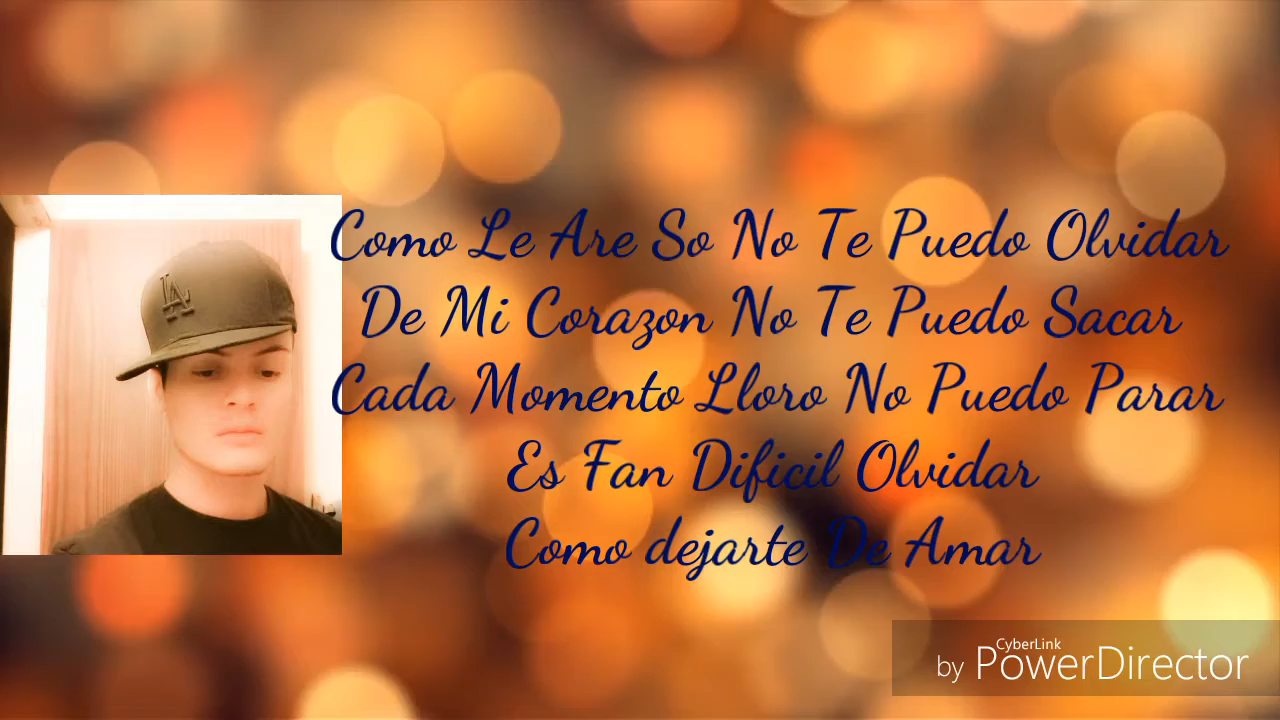 LA
Como Le Are So No Te Puedo Olvidar
De Mi Corazon No Te Puedo Sacar
Cada Momento Lloro No Puedo Parar
Es Fan Dificil Olvidar
Como dejarte De Amar
CyberLink
by PowerDirector